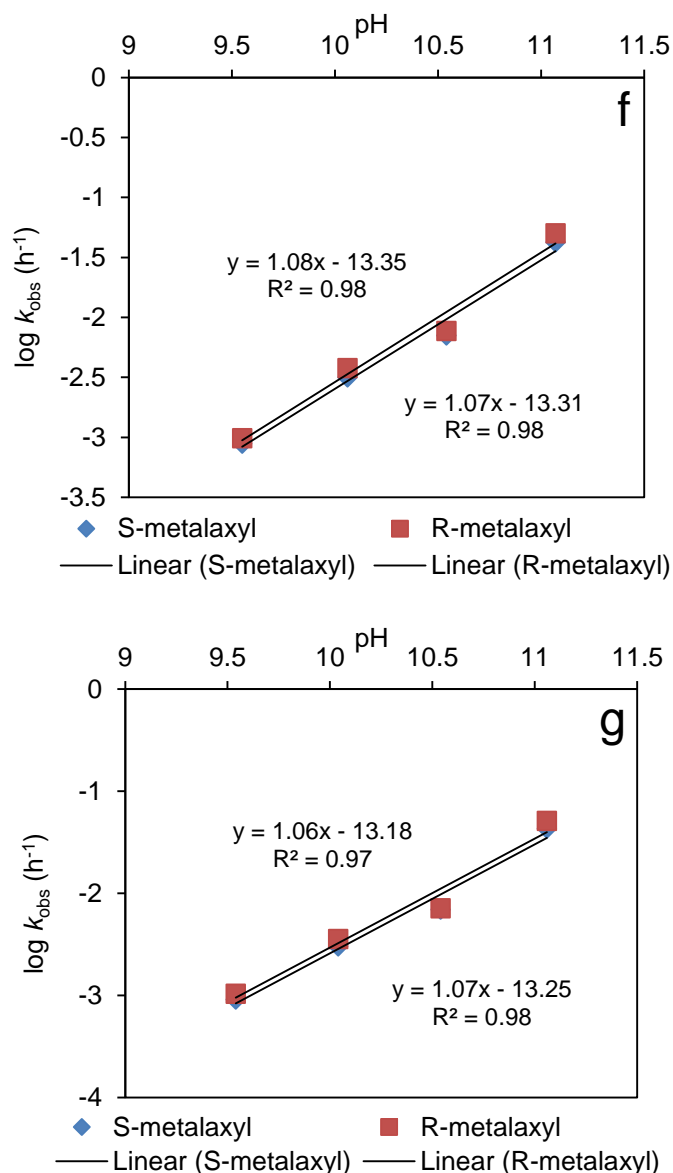 pH
9 9.5 10 10.5 11 11.5
0
f
-0.5
-1
y = 1.08x - 13.35
R² = 0.98
-1.5
log kobs (h-1)
-2
-2.5
y = 1.07x - 13.31
R² = 0.98
-3
-3.5
S-metalaxyl R-metalaxyl
Linear (S-metalaxyl) Linear (R-metalaxyl)
pH
9 9.5 10 10.5 11 11.5
0
g
-1
y = 1.06x - 13.18
R² = 0.97
log kobs (h-1)
-2
-3
y = 1.07x - 13.25
R² = 0.98
-4
S-metalaxyl R-metalaxyl
Linear (S-metalaxyl) Linear (R-metalaxyl)